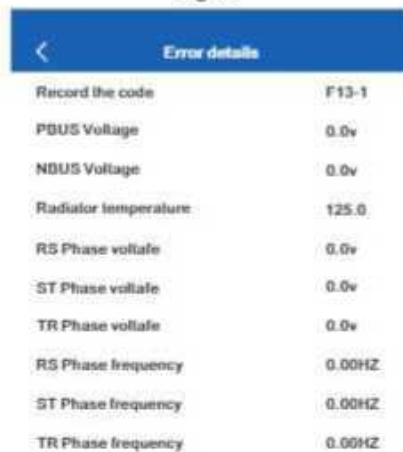 Error details
Record the code F13-1
PBUS Voltage 0.0v
NBUS Voltage 0.0v
Radiator temperature 125.0
RS Phase voltafe 0.0v
ST Phase voltafe 0.0v
TR Phase voltafe 0.0v
RS Phase frequency 0.00HZ
ST Phase frequency 0.00HZ
TR Phase frequency 0.00HZ